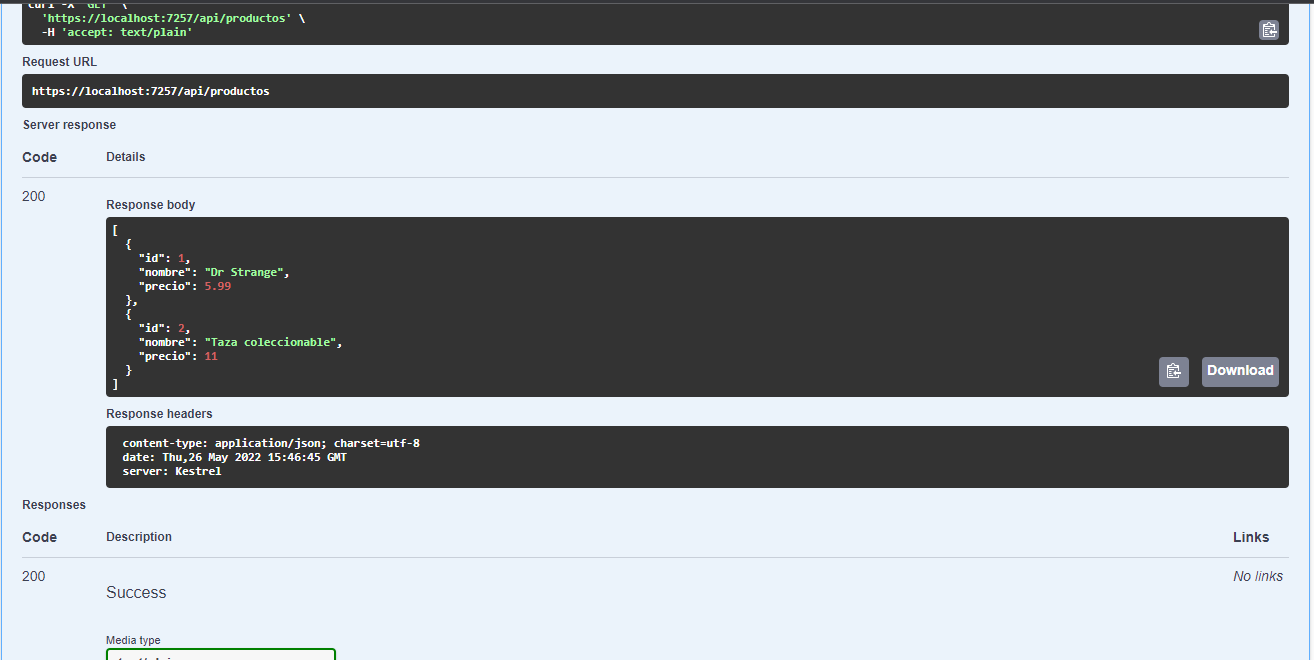 curl -X 'GET' \
'https://localhost:7257/api/productos' \
-H 'accept: text/plain'
Request URL
https://localhost:7257/api/productos
Server response
Code Details
200
Response body
[
{
"id": 1,
"nombre": "Dr Strange",
"precio": 5.99
},
{
"id": 2,
"nombre": "Taza coleccionable",
"precio": 11
}
]
Download
Response headers
content-type: application/json; charset=utf-8
date: Thu,26 May 2022 15:46:45 GMT
server: Kestrel
Responses
Code Description Links
200 Success No links
Media type